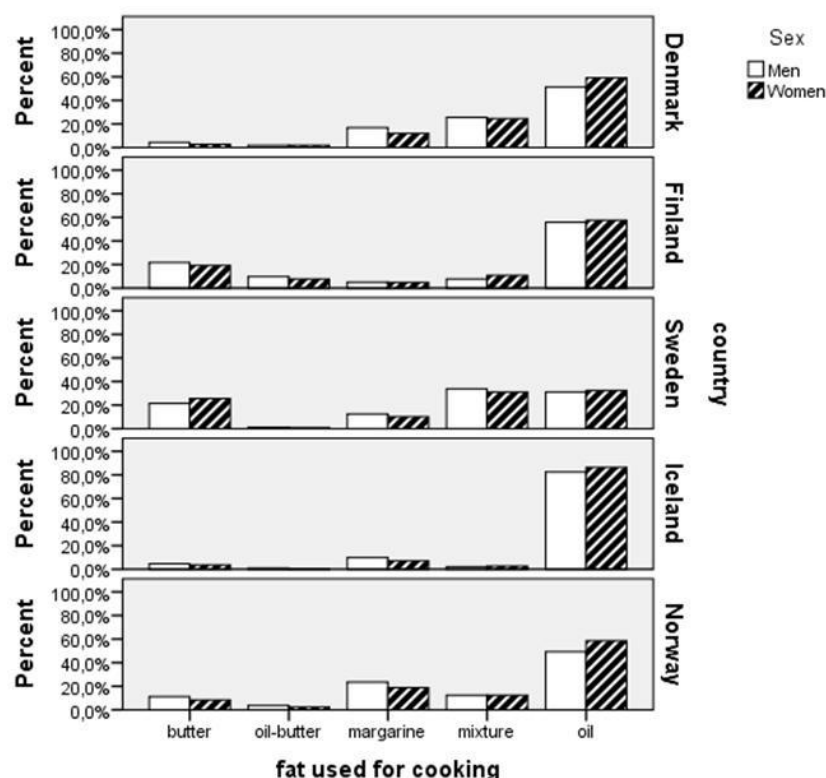 Sex
Men
Women
Percent
100,0%
80,0%
60,0%
40,0%
20,0%
0,0%
Denmark
Percent
100,0%
80,0%
60,0%
40,0%
20,0%
0,0%
Finland
Percent
100,0%
80,0%
60,0%
40,0%
20,0%
0,0%
Sweden
country
Percent
100,0%
80,0%
60,0%
40,0%
20,0%
0,0%
Iceland
Percent
100,0%
80,0%
60,0%
40,0%
20,0%
0,0%
Norway
butter oil-butter margarine mixture oil
fat used for cooking